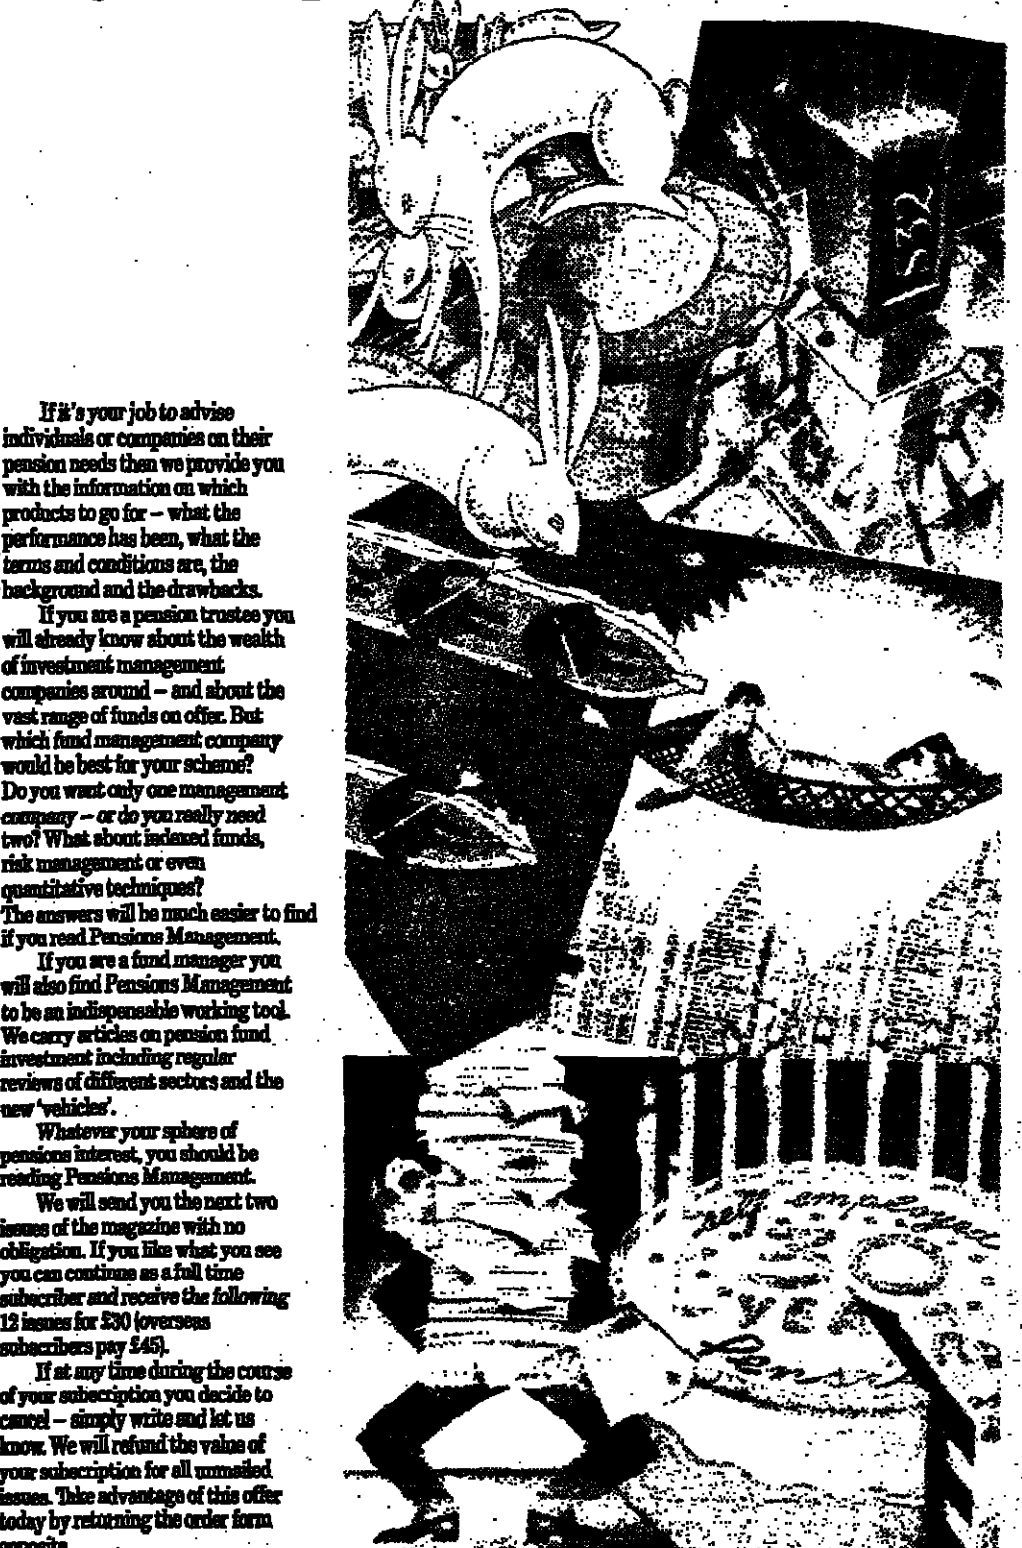 If it's your job to advise
individuals or companies on their
pension needs then we provide you
with the information on which
products to go for – what the
performance has been, what the
terms and conditions are, the
background and the drawbacks.
If you are a pension trustee you
will already know about the wealth
of investment management
companies around – and about the
vast range of funds on offer. But
which fund management company
would be best for your scheme?
Do you want only one management
company – or do you really need
two? What about indexed funds,
risk management or even
quantitative techniques?
The answers will be much easier to find
if you read Pensions Management.
If you are a fund manager you
will also find Pensions Management
to be an indispensable working tool.
We carry articles on pension fund
investment including regular
reviews of different sectors and the
new 'vehicles'.
Whatever your sphere of
pensions interest, you should be
reading Pensions Management.
We will send you the next two
issues of the magazine with no
obligation. If you like what you see
you can continue as a full time
subscriber and receive the following
12 issues for £30 (overseas
subscribers pay £45).
If at any time during the course
of your subscription you decide to
cancel – simply write and let us
know. We will refund the value of
your subscription for all unmailed
issues. Take advantage of this offer
today by returning the order form
opposite
self employed